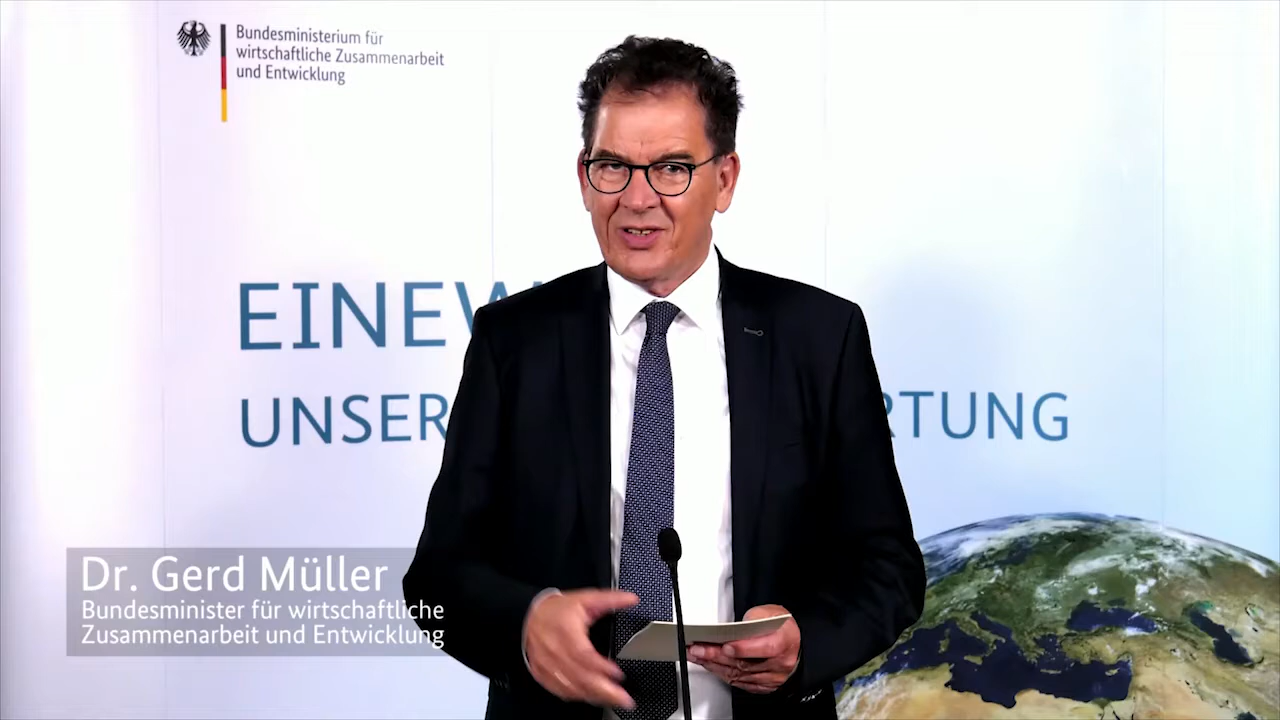 Bundesministerium für
wirtschaftliche Zusammenarbeit
und Entwicklung
EINEW
UNSER RTUNG
Dr. Gerd Müller
Bundesminister für wirtschaftliche
Zusammenarbeit und Entwicklung